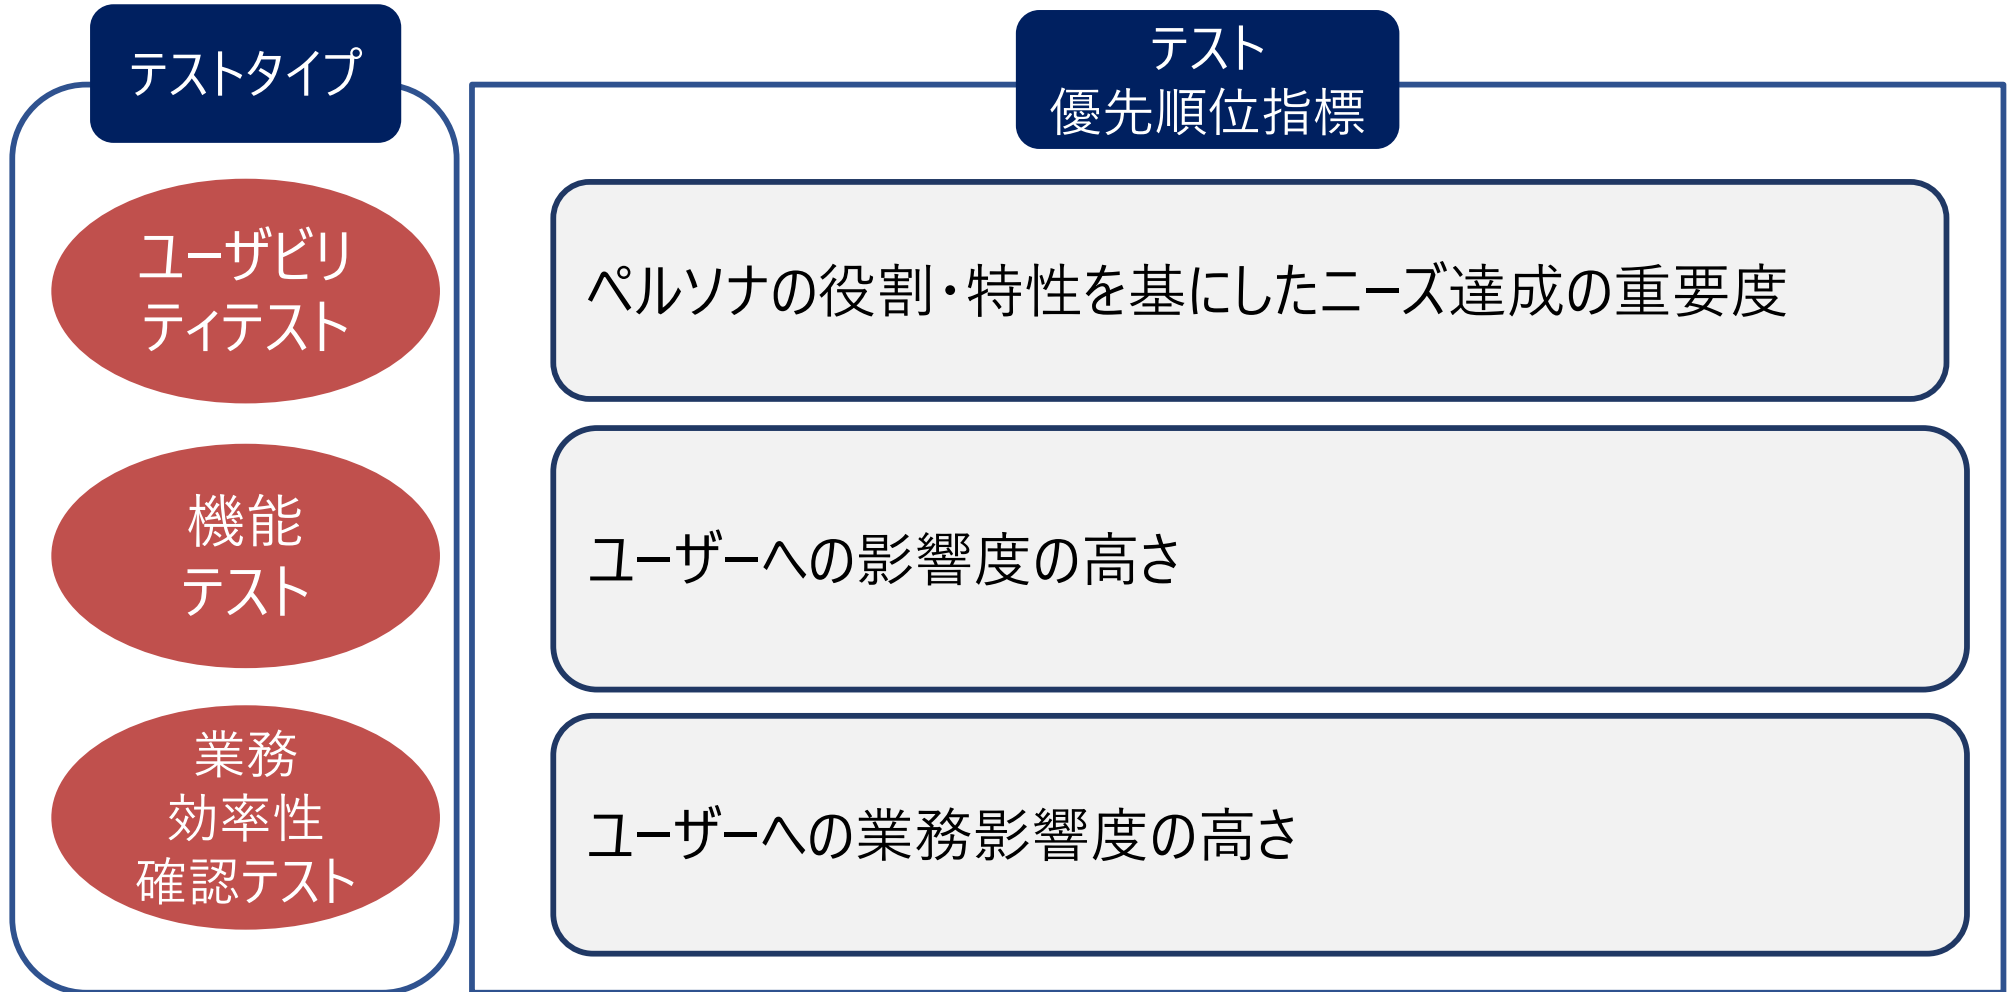 テストタイプ
テスト
優先順位指標
ユーザビリ
ティテスト
ペルソナの役割・特性を基にしたニーズ達成の重要度
機能
テスト
ユーザーへの影響度の高さ
業務
効率性
確認テスト
ユーザーへの業務影響度の高さ